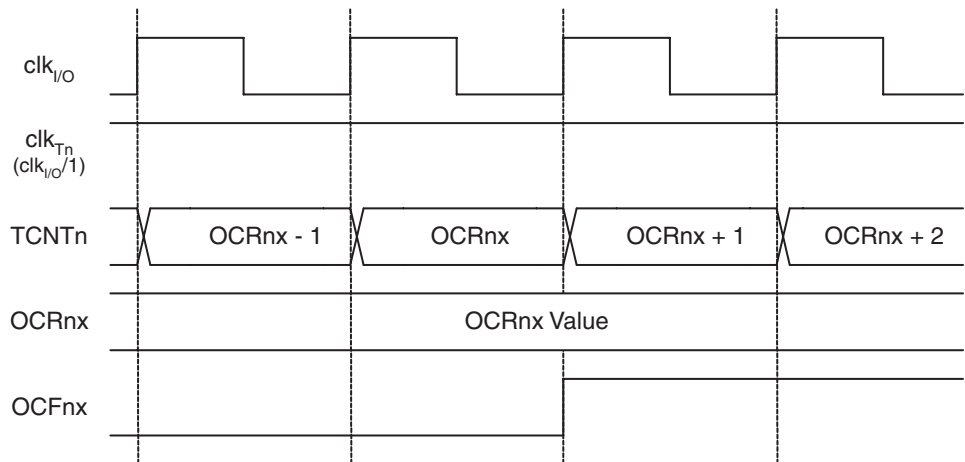 clkI/O
clkTn
(clkI/O/1)
TCNTn
OCRnx - 1
OCRnx
OCRnx + 1
OCRnx + 2
OCRnx
OCRnx Value
OCFnx